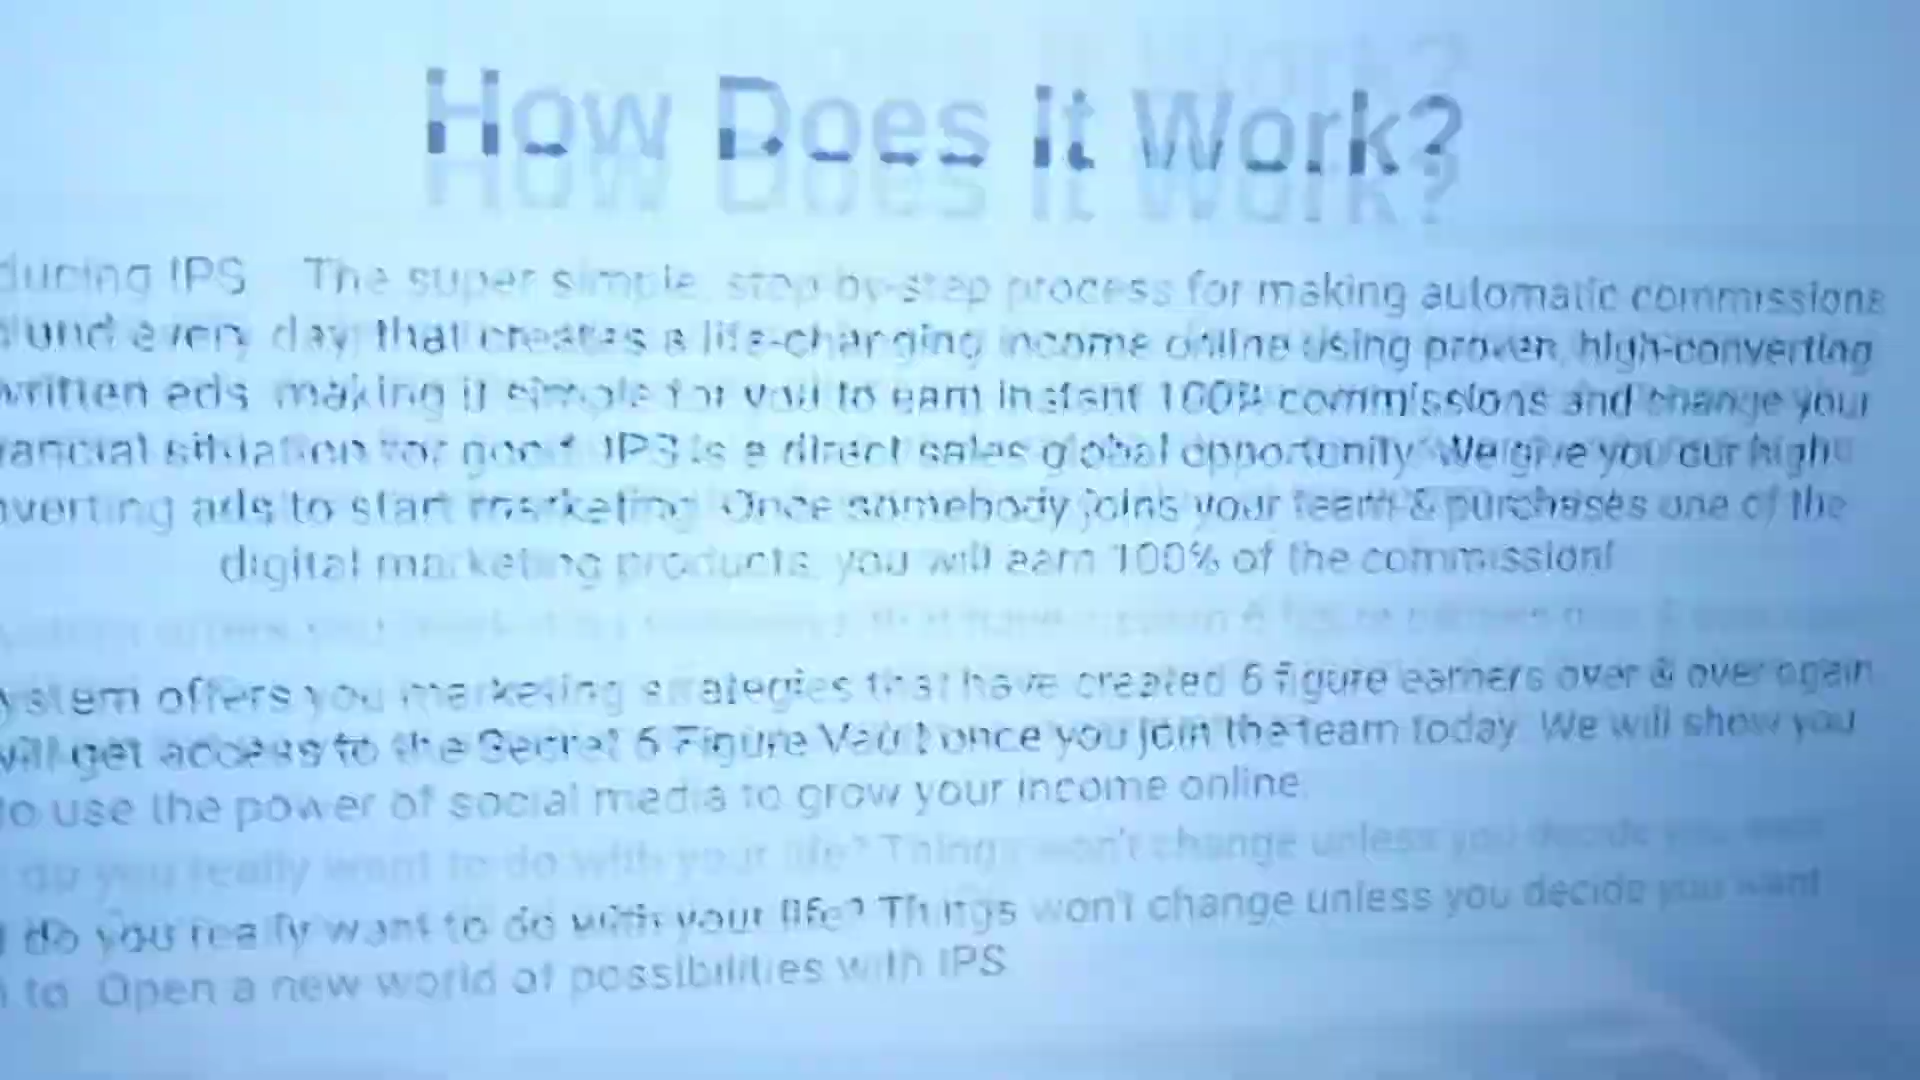 How Does it Work?
ducing IPS The super simple, step by-step process for making automatic commissions
und every day that creates a life-changing income online using proven, high-converting
written ads making it simple for you to earn instant 100% commissions and change your
ancial situation for good. IPS is a direct sales global opportunity. We give you our high
verting ads to start marketing. Once somebody joins your team & purchases one of the
digital marketing products, you will earn 100% of the commission!
ystem offers you marketing strategies that have created 6 figure earners over & over again
will get access to the Secret 6 Figure Vault once you join the team today. We will show you
to use the power of social media to grow your income online.
do you really want to do with your life? Things won't change unless you decide you want
to. Open a new world of possibilities with IPS